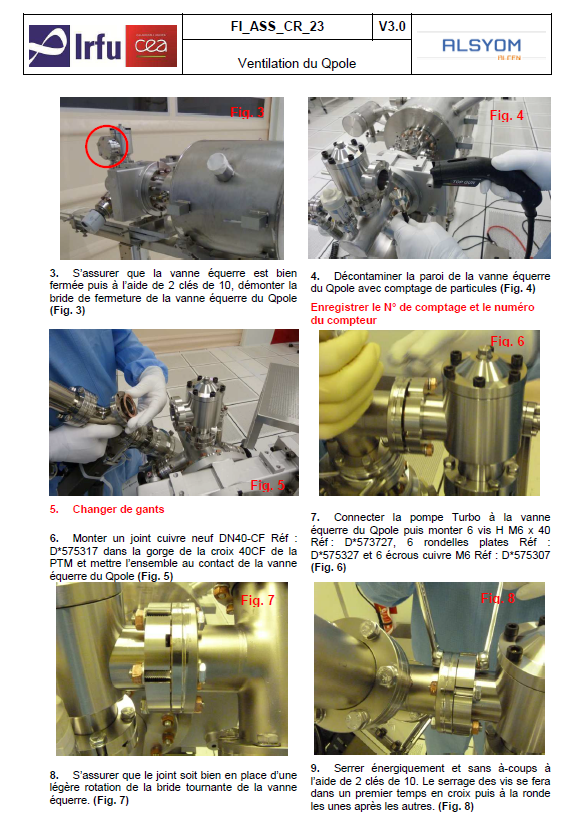 Irfu
cea
FI_ASS_CR_23
V3.0
ALSYOM
ALCEN
Ventilation du Qpole
Fig. 3
Fig. 4
3. S'assurer que la vanne équerre est bien
fermée puis à l'aide de 2 clés de 10, démonter la
bride de fermeture de la vanne équerre du Qpole
(Fig. 3)
4. Décontaminer la paroi de la vanne équerre
du Qpole avec comptage de particules (Fig. 4)
Enregistrer le N° de comptage et le numéro
du compteur
Fig. 5
Fig. 6
5. Changer de gants
6. Monter un joint cuivre neuf DN40-CF Réf :
D*575317 dans la gorge de la croix 40CF de la
PTM et mettre l'ensemble au contact de la vanne
équerre du Qpole (Fig. 5)
7. Connecter la pompe Turbo à la vanne
équerre du Qpole puis monter 6 vis H M6 x 40
Réf : D*573727, 6 rondelles plates Réf :
D*575327 et 6 écrous cuivre M6 Réf : D*575307
(Fig. 6)
Fig. 7
Fig. 8
8. S'assurer que le joint soit bien en place d'une
légère rotation de la bride tournante de la vanne
équerre. (Fig. 7)
9. Serrer énergiquement et sans à-coups à
l'aide de 2 clés de 10. Le serrage des vis se fera
dans un premier temps en croix puis à la ronde
les unes après les autres. (Fig. 8)